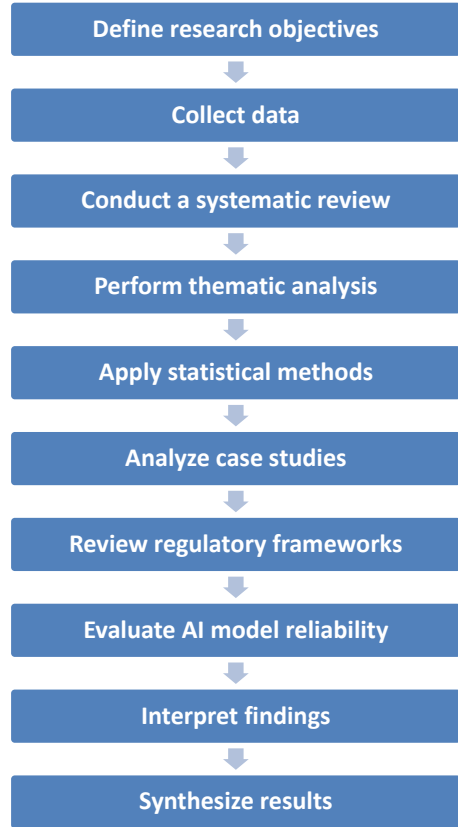 Define research objectives
Collect data
Conduct a systematic review
Perform thematic analysis
Apply statistical methods
Analyze case studies
Review regulatory frameworks
Evaluate AI model reliability
Interpret findings
Synthesize results